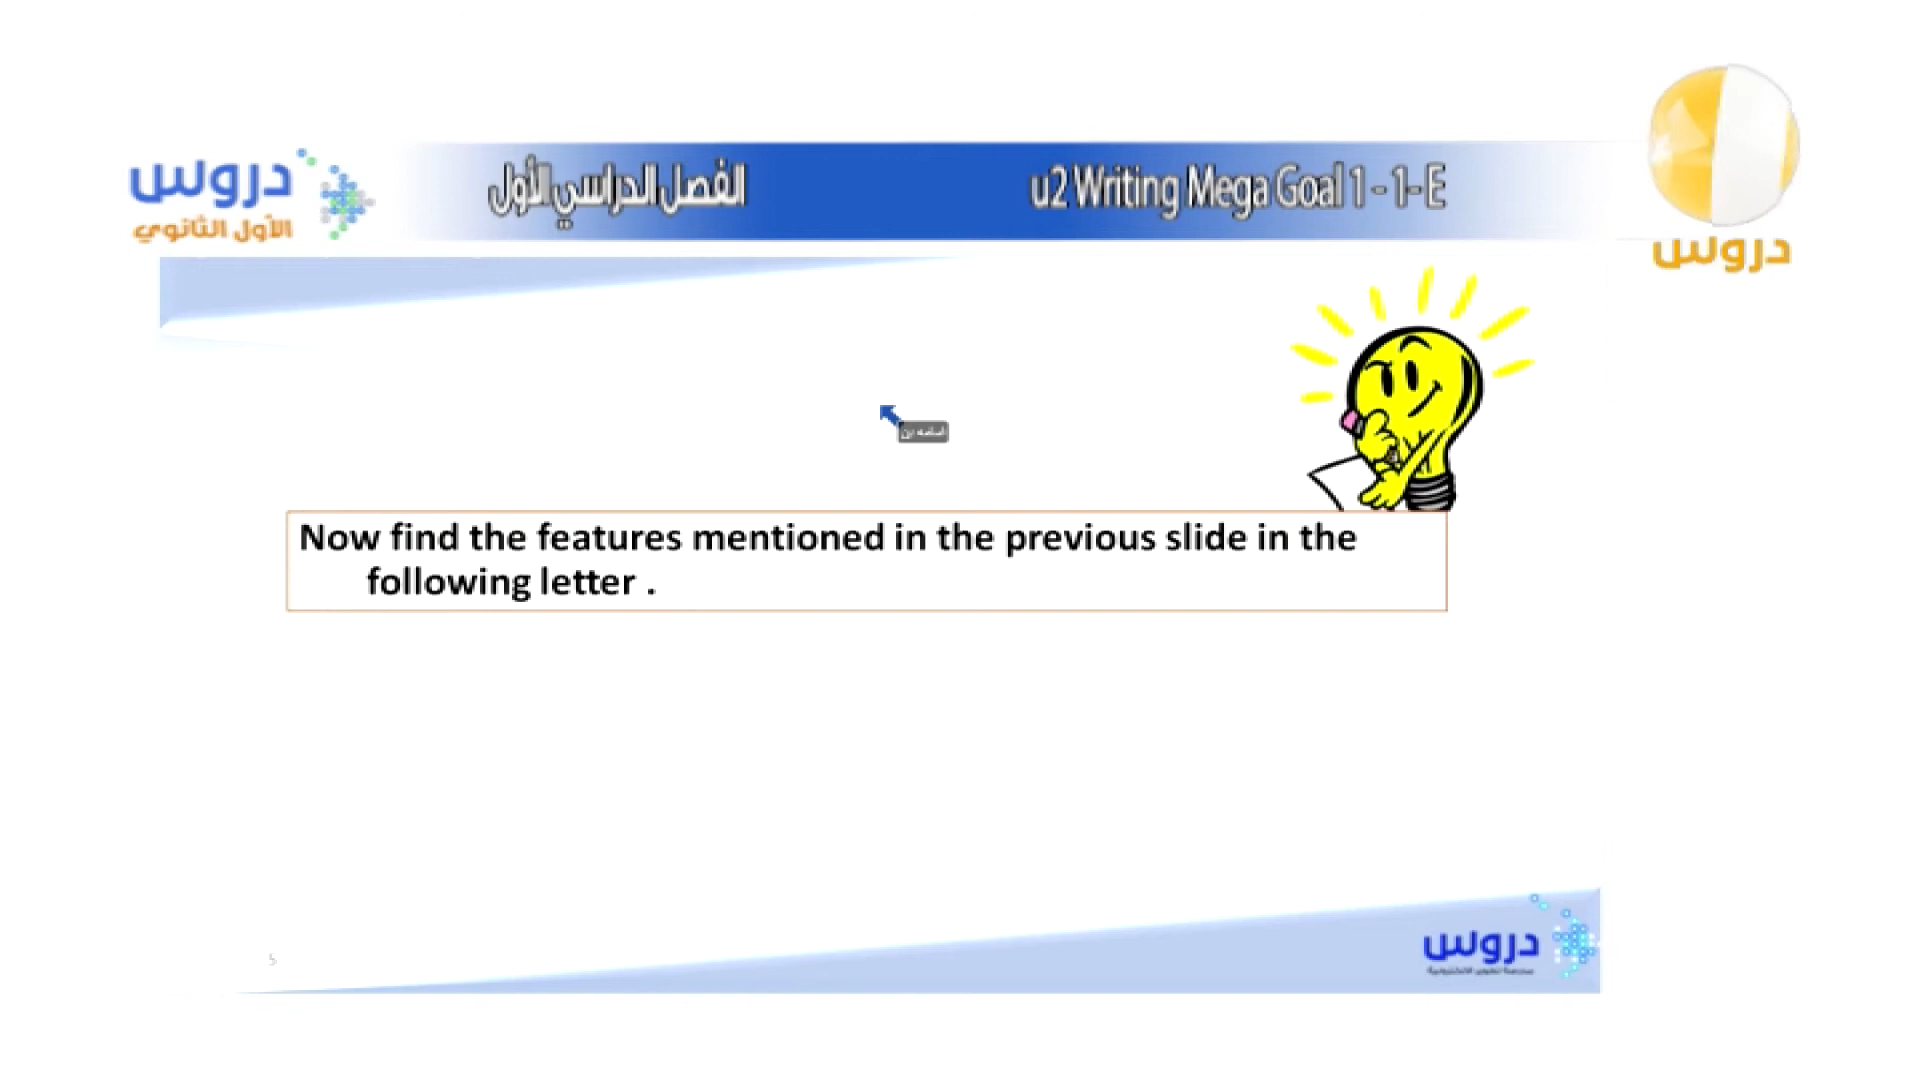 دروس
الأول الثانوي
الفصل الدراسي الأول
u2 Writing Mega Goal 1 - 1- E
دروس
Now find the features mentioned in the previous slide in the
following letter .
5
دروس